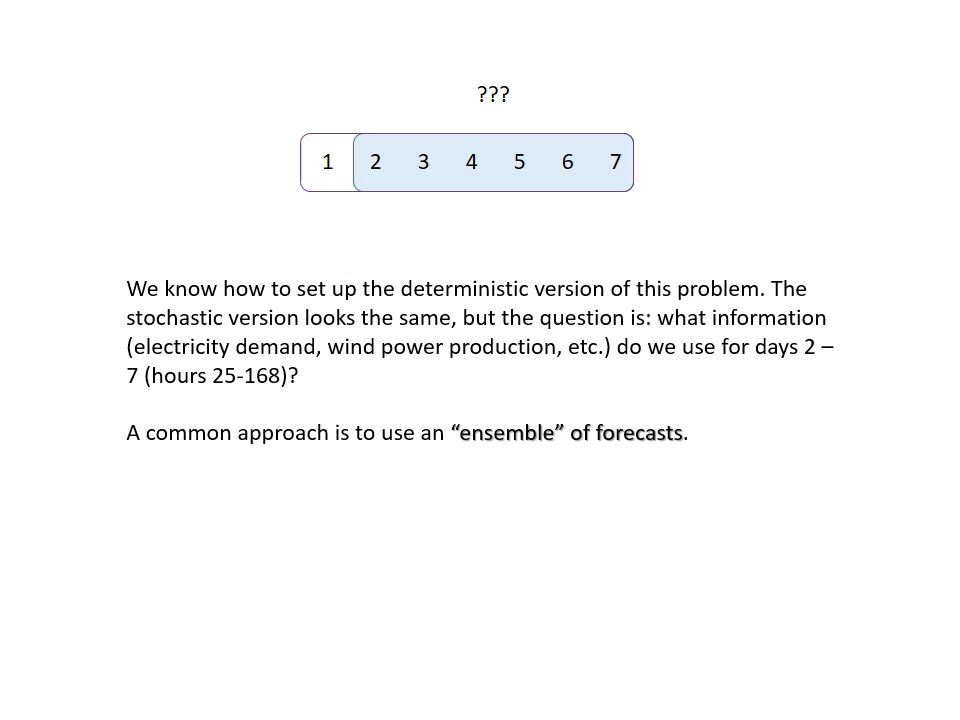 ???
1 2 3 4 5 6 7
We know how to set up the deterministic version of this problem. The
stochastic version looks the same, but the question is: what information
(electricity demand, wind power production, etc.) do we use for days 2 –
7 (hours 25-168)?
A common approach is to use an “ensemble” of forecasts.